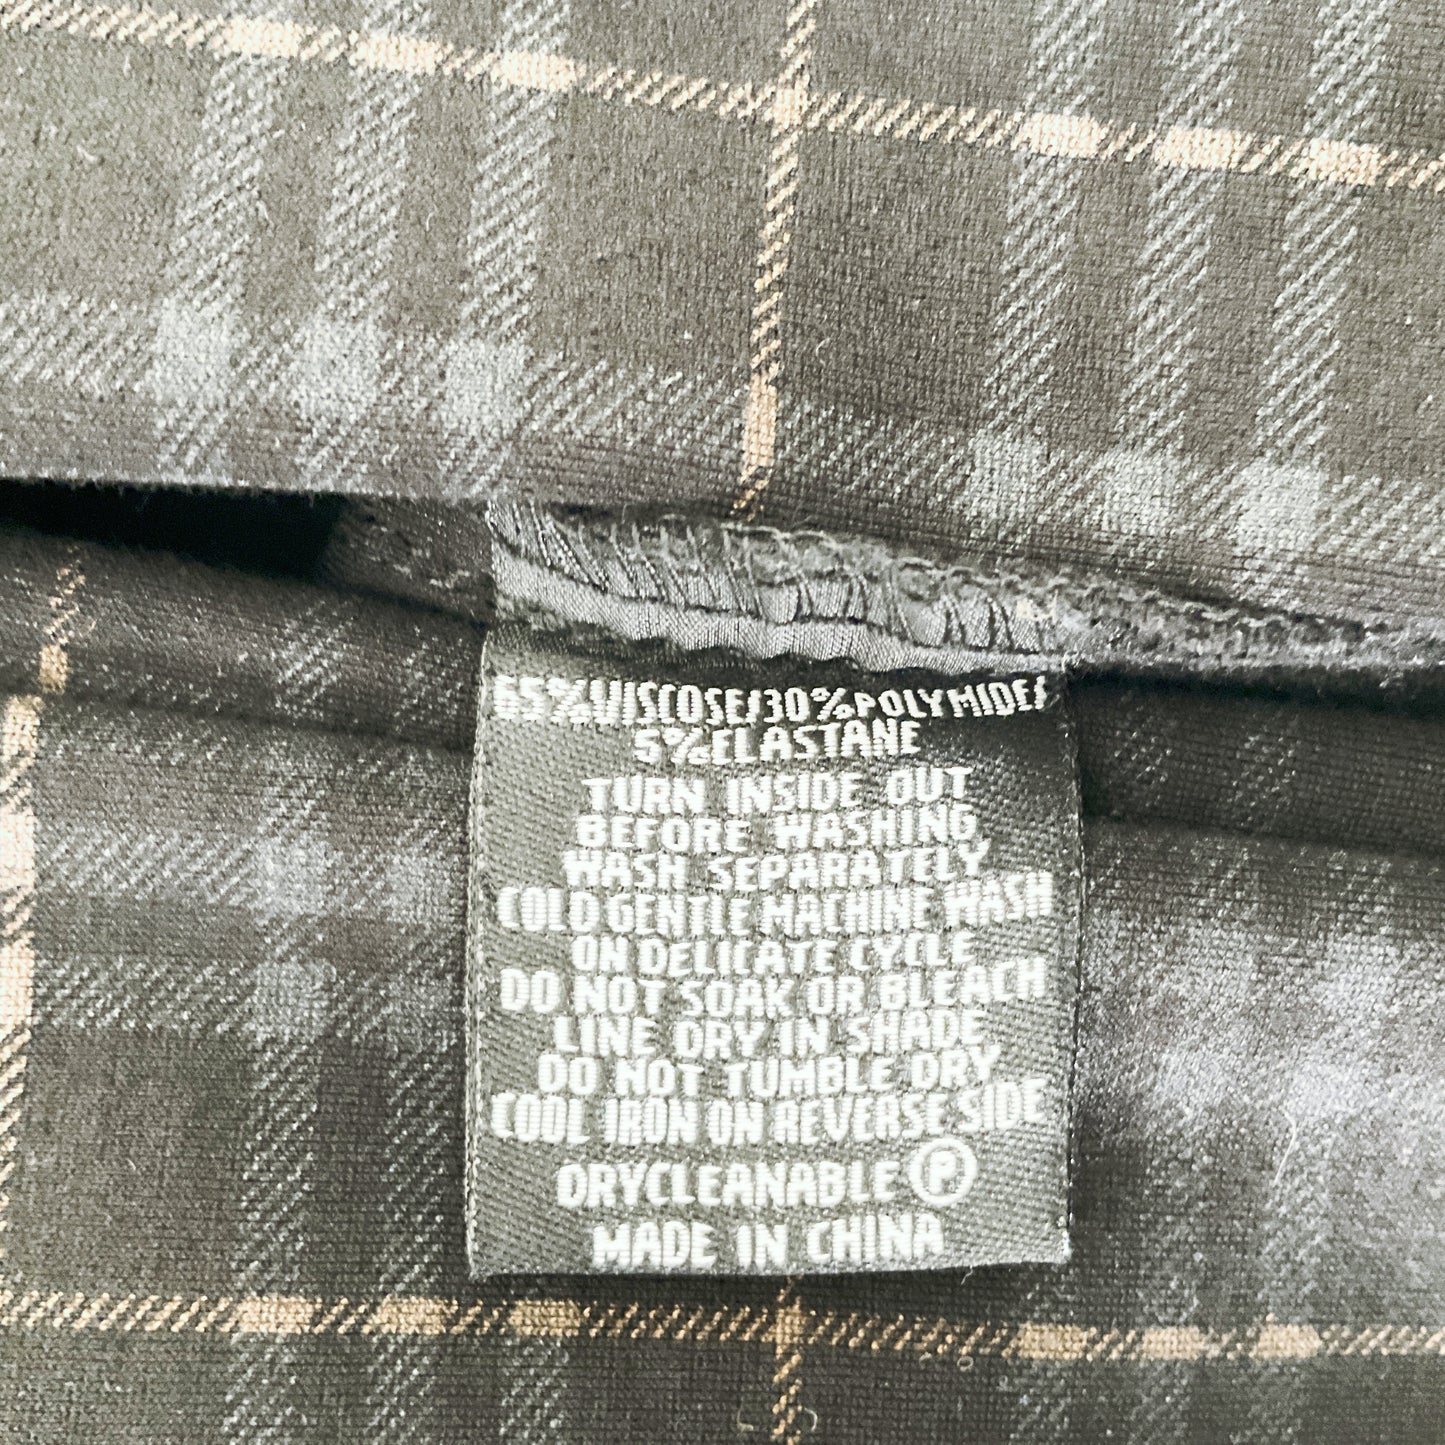 65%VISCOSE/30%POLYMIDE/
5%ELASTANE
TURN INSIDE OUT
BEFORE WASHING
WASH SEPARATELY
COLD GENTLE MACHINE WASH
ON DELICATE CYCLE
DO NOT SOAK OR BLEACH
LINE DRY IN SHADE
DO NOT TUMBLE DRY
COOL IRON ON REVERSE SIDE
DRYCLEANABLE Ⓟ
MADE IN CHINA